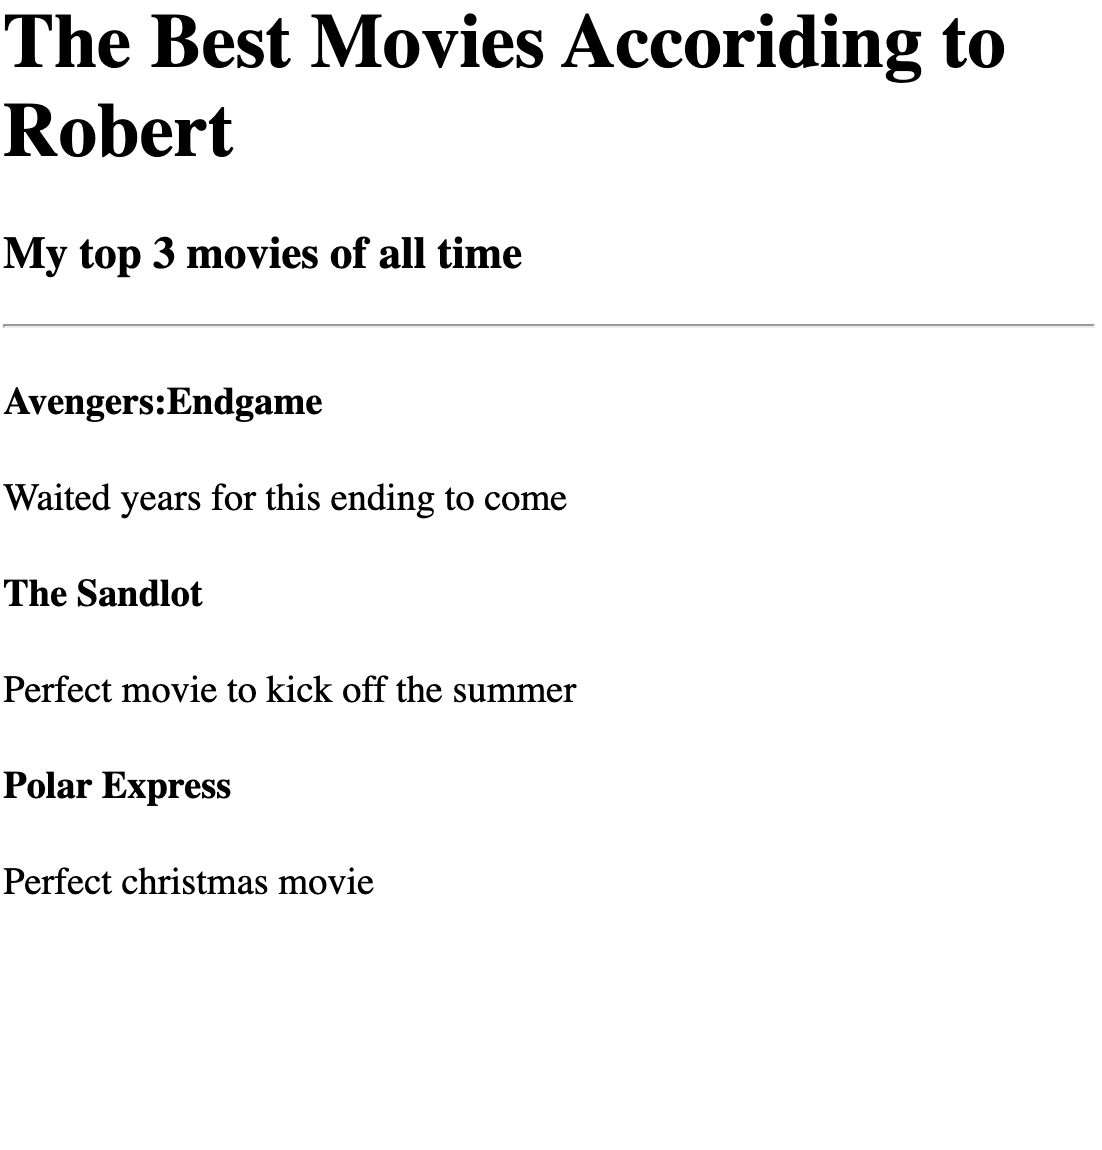 The Best Movies Accoriding to
Robert
My top 3 movies of all time
Avengers:Endgame
Waited years for this ending to come
The Sandlot
Perfect movie to kick off the summer
Polar Express
Perfect christmas movie